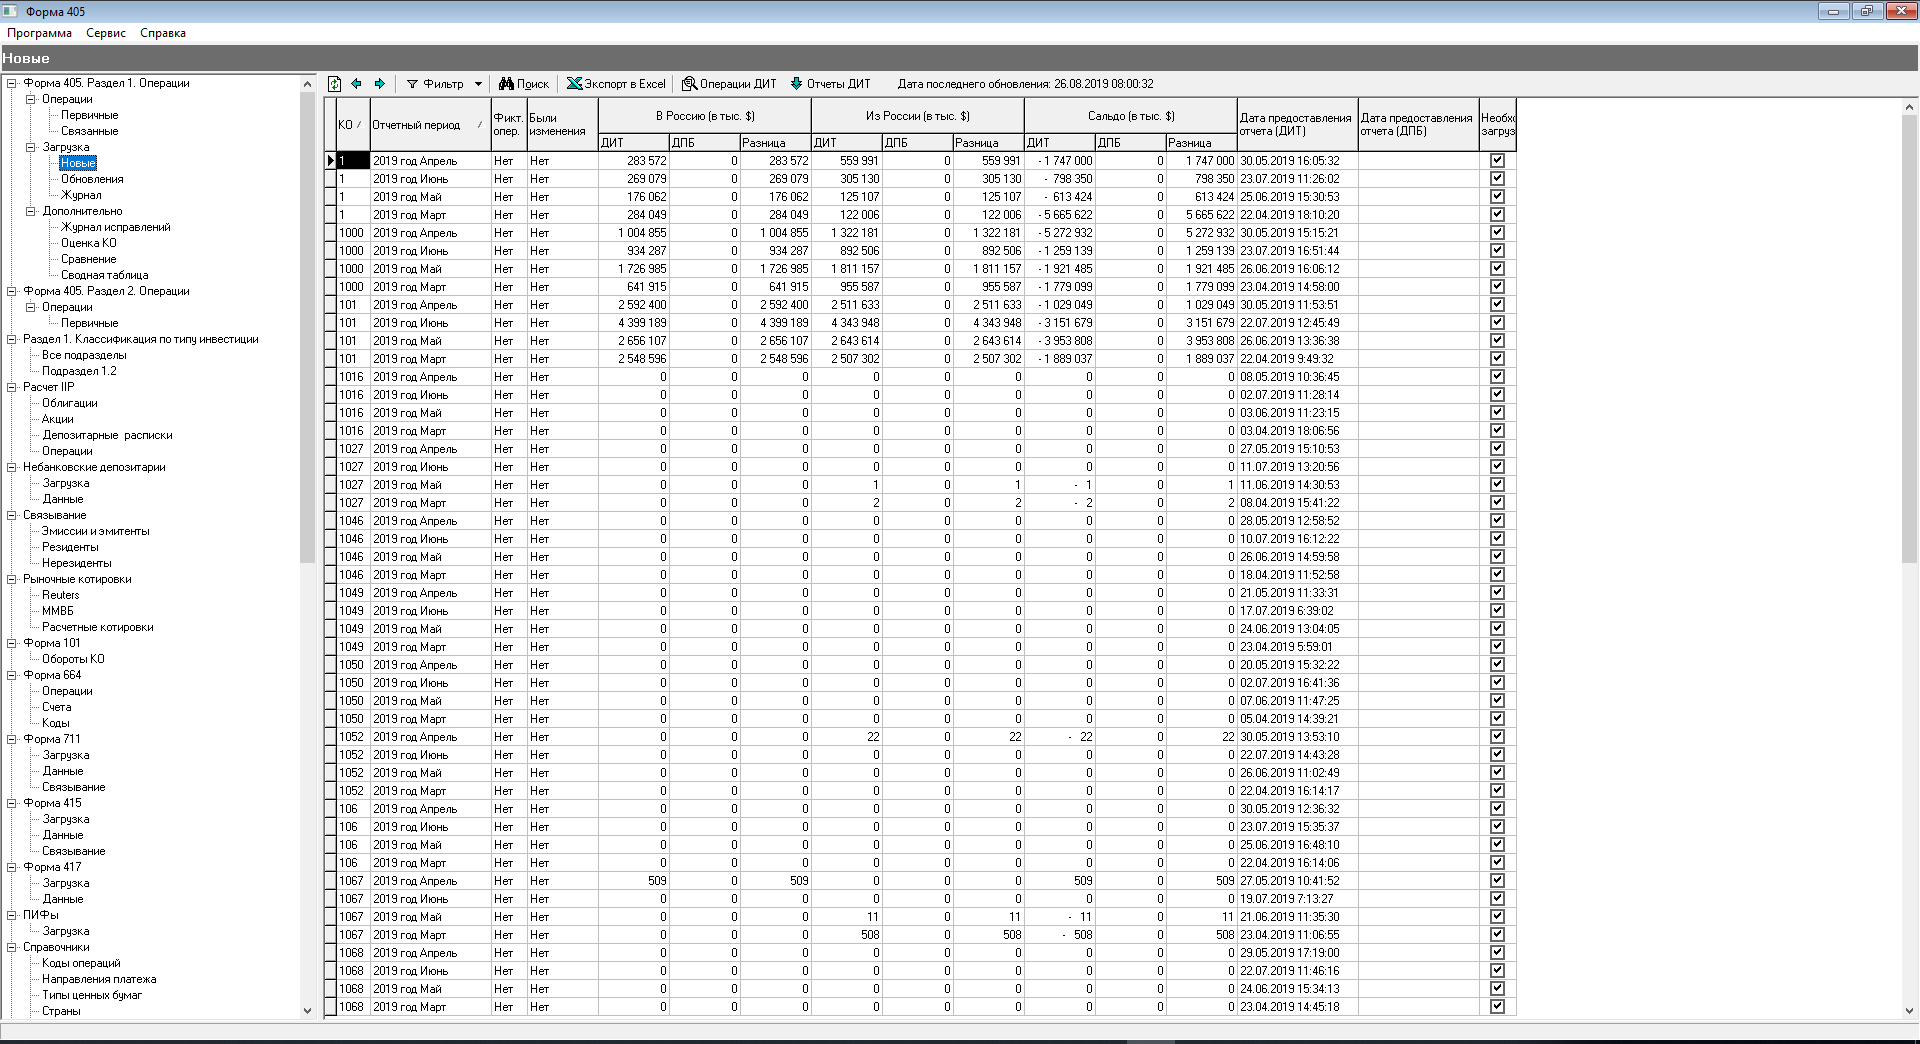 Форма 405
Программа Сервис Справка
Новые
Форма 405. Раздел 1. Операции
Операции
Первичные
Связанные
Загрузка
Новые
Обновления
Журнал
Дополнительно
Журнал исправлений
Оценка КО
Сравнение
Сводная таблица
Форма 405. Раздел 2. Операции
Операции
Первичные
Раздел 1. Классификация по типу инвестиции
Все подразделы
Подраздел 1.2
Расчет IIP
Облигации
Акции
Депозитарные расписки
Операции
Небанковские депозитарии
Загрузка
Данные
Связывание
Эмиссии и эмитенты
Резиденты
Нерезиденты
Рыночные котировки
Reuters
ММВБ
Расчетные котировки
Форма 101
Обороты КО
Форма 664
Операции
Счета
Коды
Форма 711
Загрузка
Данные
Связывание
Форма 415
Загрузка
Данные
Связывание
Форма 417
Загрузка
Данные
ПИФы
Загрузка
Справочники
Коды операций
Направления платежа
Типы ценных бумаг
Страны
Фильтр Поиск Экспорт в Excel Операции ДИТ Отчеты ДИТ Дата последнего обновления: 26.08.2019 08:00:32
КО Отчетный период Фикт. опер. Были изменения В Россию (в тыс. $) Из России (в тыс. $) Сальдо (в тыс. $) Дата предоставления отчета (ДИТ) Дата предоставления отчета (ДПБ) Необхо загруз
ДИТ ДПБ Разница ДИТ ДПБ Разница ДИТ ДПБ Разница
1 2019 год Апрель Нет Нет 283 572 0 283 572 559 991 0 559 991 - 1 747 000 0 1 747 000 30.05.2019 16:05:32
1 2019 год Июнь Нет Нет 269 079 0 269 079 305 130 0 305 130 - 798 350 0 798 350 23.07.2019 11:26:02
1 2019 год Май Нет Нет 176 062 0 176 062 125 107 0 125 107 - 613 424 0 613 424 25.06.2019 15:30:53
1 2019 год Март Нет Нет 284 049 0 284 049 122 006 0 122 006 - 5 665 622 0 5 665 622 22.04.2019 18:10:20
1000 2019 год Апрель Нет Нет 1 004 855 0 1 004 855 1 322 181 0 1 322 181 - 5 272 932 0 5 272 932 30.05.2019 15:15:21
1000 2019 год Июнь Нет Нет 934 287 0 934 287 892 506 0 892 506 - 1 259 139 0 1 259 139 23.07.2019 16:51:44
1000 2019 год Май Нет Нет 1 726 985 0 1 726 985 1 811 157 0 1 811 157 - 1 921 485 0 1 921 485 26.06.2019 16:06:12
1000 2019 год Март Нет Нет 641 915 0 641 915 955 587 0 955 587 - 1 779 099 0 1 779 099 23.04.2019 14:58:00
101 2019 год Апрель Нет Нет 2 592 400 0 2 592 400 2 511 633 0 2 511 633 - 1 029 049 0 1 029 049 30.05.2019 11:53:51
101 2019 год Июнь Нет Нет 4 399 189 0 4 399 189 4 343 948 0 4 343 948 - 3 151 679 0 3 151 679 22.07.2019 12:45:49
101 2019 год Май Нет Нет 2 656 107 0 2 656 107 2 643 614 0 2 643 614 - 3 953 808 0 3 953 808 26.06.2019 13:36:38
101 2019 год Март Нет Нет 2 548 596 0 2 548 596 2 507 302 0 2 507 302 - 1 889 037 0 1 889 037 22.04.2019 9:49:32
1016 2019 год Апрель Нет Нет 0 0 0 0 0 0 0 0 0 08.05.2019 10:36:45
1016 2019 год Июнь Нет Нет 0 0 0 0 0 0 0 0 0 02.07.2019 11:28:14
1016 2019 год Май Нет Нет 0 0 0 0 0 0 0 0 0 03.06.2019 11:23:15
1016 2019 год Март Нет Нет 0 0 0 0 0 0 0 0 0 03.04.2019 18:06:56
1027 2019 год Апрель Нет Нет 0 0 0 0 0 0 0 0 0 27.05.2019 15:10:53
1027 2019 год Июнь Нет Нет 0 0 0 0 0 0 0 0 0 11.07.2019 13:20:56
1027 2019 год Май Нет Нет 0 0 0 1 0 1 - 1 0 1 11.06.2019 14:30:53
1027 2019 год Март Нет Нет 0 0 0 2 0 2 - 2 0 2 08.04.2019 15:41:22
1046 2019 год Апрель Нет Нет 0 0 0 0 0 0 0 0 0 28.05.2019 12:58:52
1046 2019 год Июнь Нет Нет 0 0 0 0 0 0 0 0 0 10.07.2019 16:12:22
1046 2019 год Май Нет Нет 0 0 0 0 0 0 0 0 0 26.06.2019 14:59:58
1046 2019 год Март Нет Нет 0 0 0 0 0 0 0 0 0 18.04.2019 11:52:58
1049 2019 год Апрель Нет Нет 0 0 0 0 0 0 0 0 0 21.05.2019 11:33:31
1049 2019 год Июнь Нет Нет 0 0 0 0 0 0 0 0 0 17.07.2019 6:39:02
1049 2019 год Май Нет Нет 0 0 0 0 0 0 0 0 0 24.06.2019 13:04:05
1049 2019 год Март Нет Нет 0 0 0 0 0 0 0 0 0 23.04.2019 5:59:01
1050 2019 год Апрель Нет Нет 0 0 0 0 0 0 0 0 0 20.05.2019 15:32:22
1050 2019 год Июнь Нет Нет 0 0 0 0 0 0 0 0 0 02.07.2019 16:41:36
1050 2019 год Май Нет Нет 0 0 0 0 0 0 0 0 0 07.06.2019 11:47:25
1050 2019 год Март Нет Нет 0 0 0 0 0 0 0 0 0 05.04.2019 14:39:21
1052 2019 год Апрель Нет Нет 0 0 0 22 0 22 - 22 0 22 30.05.2019 13:53:10
1052 2019 год Июнь Нет Нет 0 0 0 0 0 0 0 0 0 22.07.2019 14:43:28
1052 2019 год Май Нет Нет 0 0 0 0 0 0 0 0 0 26.06.2019 11:02:49
1052 2019 год Март Нет Нет 0 0 0 0 0 0 0 0 0 22.04.2019 16:14:17
106 2019 год Апрель Нет Нет 0 0 0 0 0 0 0 0 0 30.05.2019 12:36:32
106 2019 год Июнь Нет Нет 0 0 0 0 0 0 0 0 0 23.07.2019 15:35:37
106 2019 год Май Нет Нет 0 0 0 0 0 0 0 0 0 25.06.2019 16:48:10
106 2019 год Март Нет Нет 0 0 0 0 0 0 0 0 0 22.04.2019 16:14:06
1067 2019 год Апрель Нет Нет 509 0 509 0 0 0 509 0 509 27.05.2019 10:41:52
1067 2019 год Июнь Нет Нет 0 0 0 0 0 0 0 0 0 19.07.2019 7:13:27
1067 2019 год Май Нет Нет 0 0 0 11 0 11 - 11 0 11 21.06.2019 11:35:30
1067 2019 год Март Нет Нет 0 0 0 508 0 508 - 508 0 508 23.04.2019 11:06:55
1068 2019 год Апрель Нет Нет 0 0 0 0 0 0 0 0 0 29.05.2019 17:19:00
1068 2019 год Июнь Нет Нет 0 0 0 0 0 0 0 0 0 22.07.2019 11:46:16
1068 2019 год Май Нет Нет 0 0 0 0 0 0 0 0 0 24.06.2019 15:34:13
1068 2019 год Март Нет Нет 0 0 0 0 0 0 0 0 0 23.04.2019 14:45:18